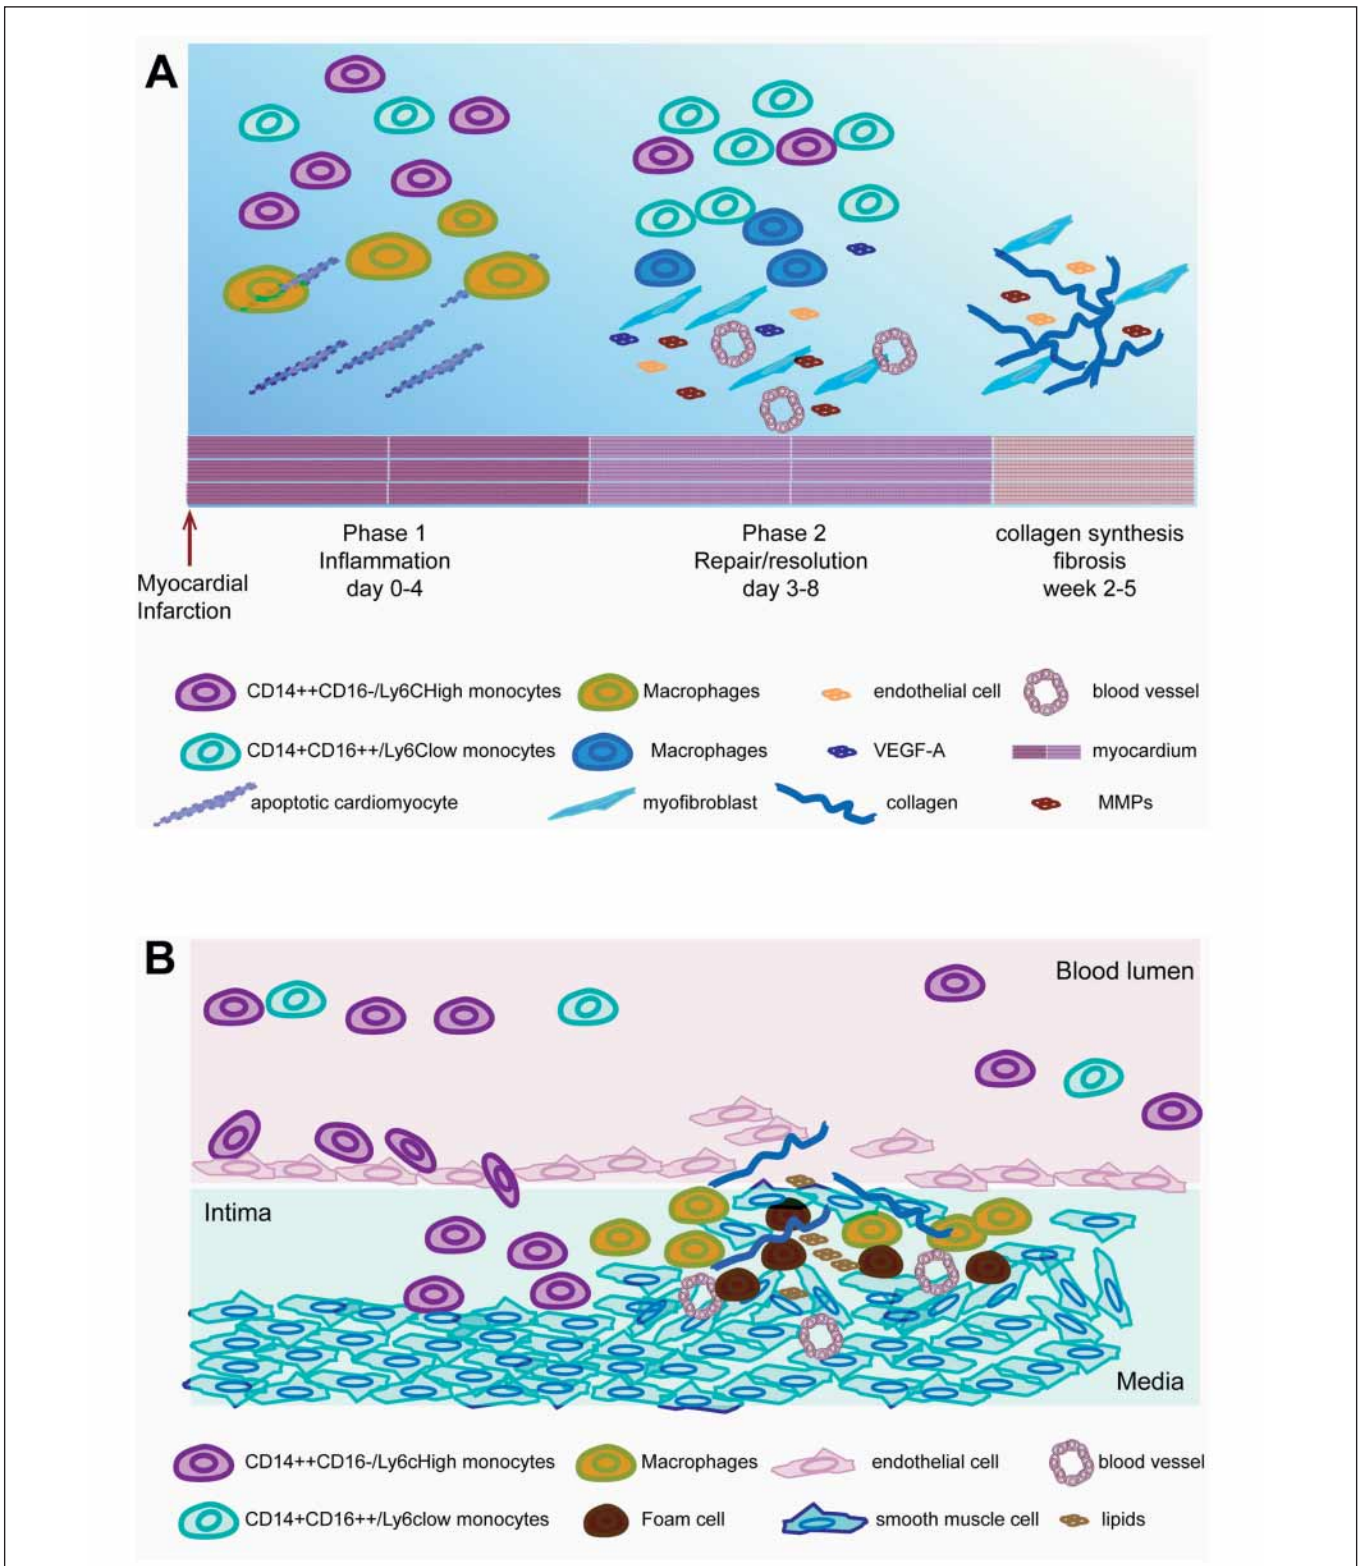 A
Phase 1
Inflammation
day 0-4
Phase 2
Repair/resolution
day 3-8
collagen synthesis
fibrosis
week 2-5
Myocardial
Infarction
CD14++CD16-/Ly6CHigh monocytes
Macrophages
endothelial cell
blood vessel
CD14+CD16++/Ly6Clow monocytes
Macrophages
VEGF-A
myocardium
apoptotic cardiomyocyte
myofibroblast
collagen
MMPs
B
Blood lumen
Intima
Media
CD14++CD16-/Ly6cHigh monocytes
Macrophages
endothelial cell
blood vessel
CD14+CD16++/Ly6clow monocytes
Foam cell
smooth muscle cell
lipids